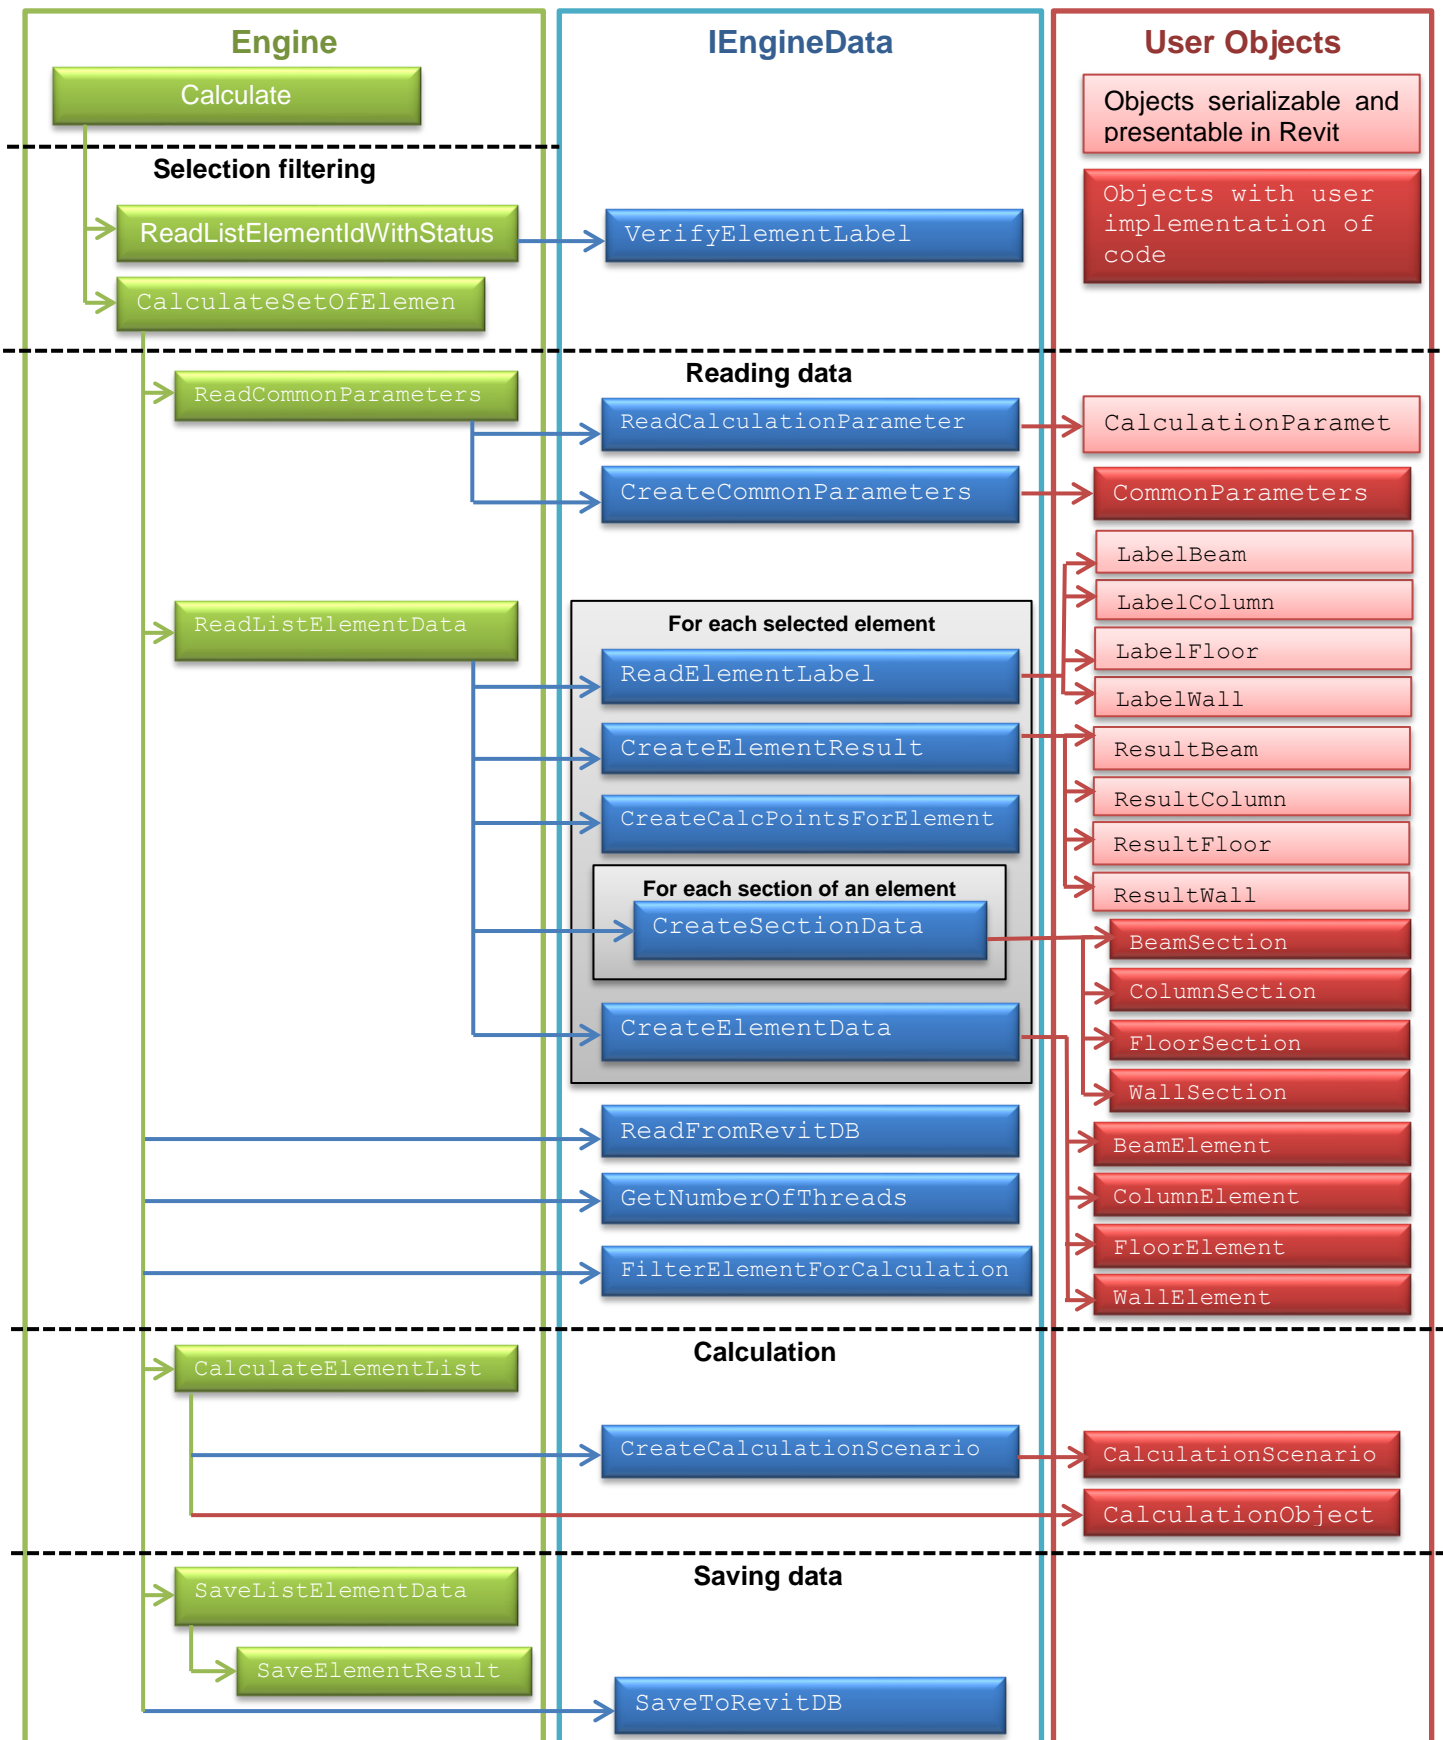 Engine
IEngineData
User Objects
Calculate
Objects serializable and
presentable in Revit
Selection filtering
Objects with user
implementation of
code
ReadListElementIdWithStatus
VerifyElementLabel
CalculateSetOfElemen
Reading data
ReadCommonParameters
ReadCalculationParameter
CalculationParamet
CreateCommonParameters
CommonParameters
LabelBeam
LabelColumn
ReadListElementData
For each selected element
LabelFloor
ReadElementLabel
LabelWall
CreateElementResult
ResultBeam
ResultColumn
CreateCalcPointsForElement
ResultFloor
For each section of an element
ResultWall
CreateSectionData
BeamSection
ColumnSection
CreateElementData
FloorSection
WallSection
ReadFromRevitDB
BeamElement
GetNumberOfThreads
ColumnElement
FloorElement
FilterElementForCalculation
WallElement
Calculation
CalculateElementList
CreateCalculationScenario
CalculationScenario
CalculationObject
Saving data
SaveListElementData
SaveElementResult
SaveToRevitDB